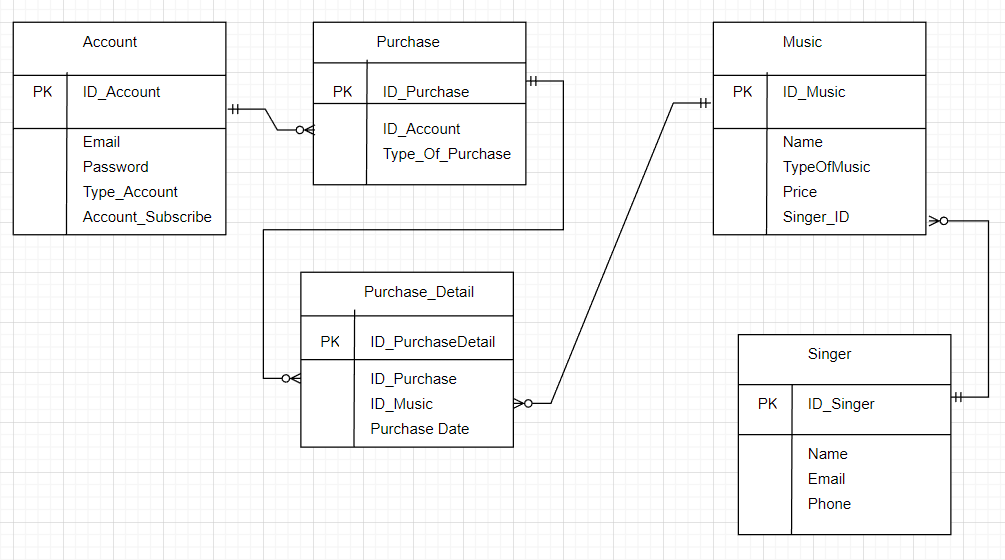 Account
PK ID_Account
Email
Password
Type_Account
Account_Subscribe
Purchase
PK ID_Purchase
ID_Account
Type_Of_Purchase
Music
PK ID_Music
Name
TypeOfMusic
Price
Singer_ID
Purchase_Detail
PK ID_PurchaseDetail
ID_Purchase
ID_Music
Purchase Date
Singer
PK ID_Singer
Name
Email
Phone